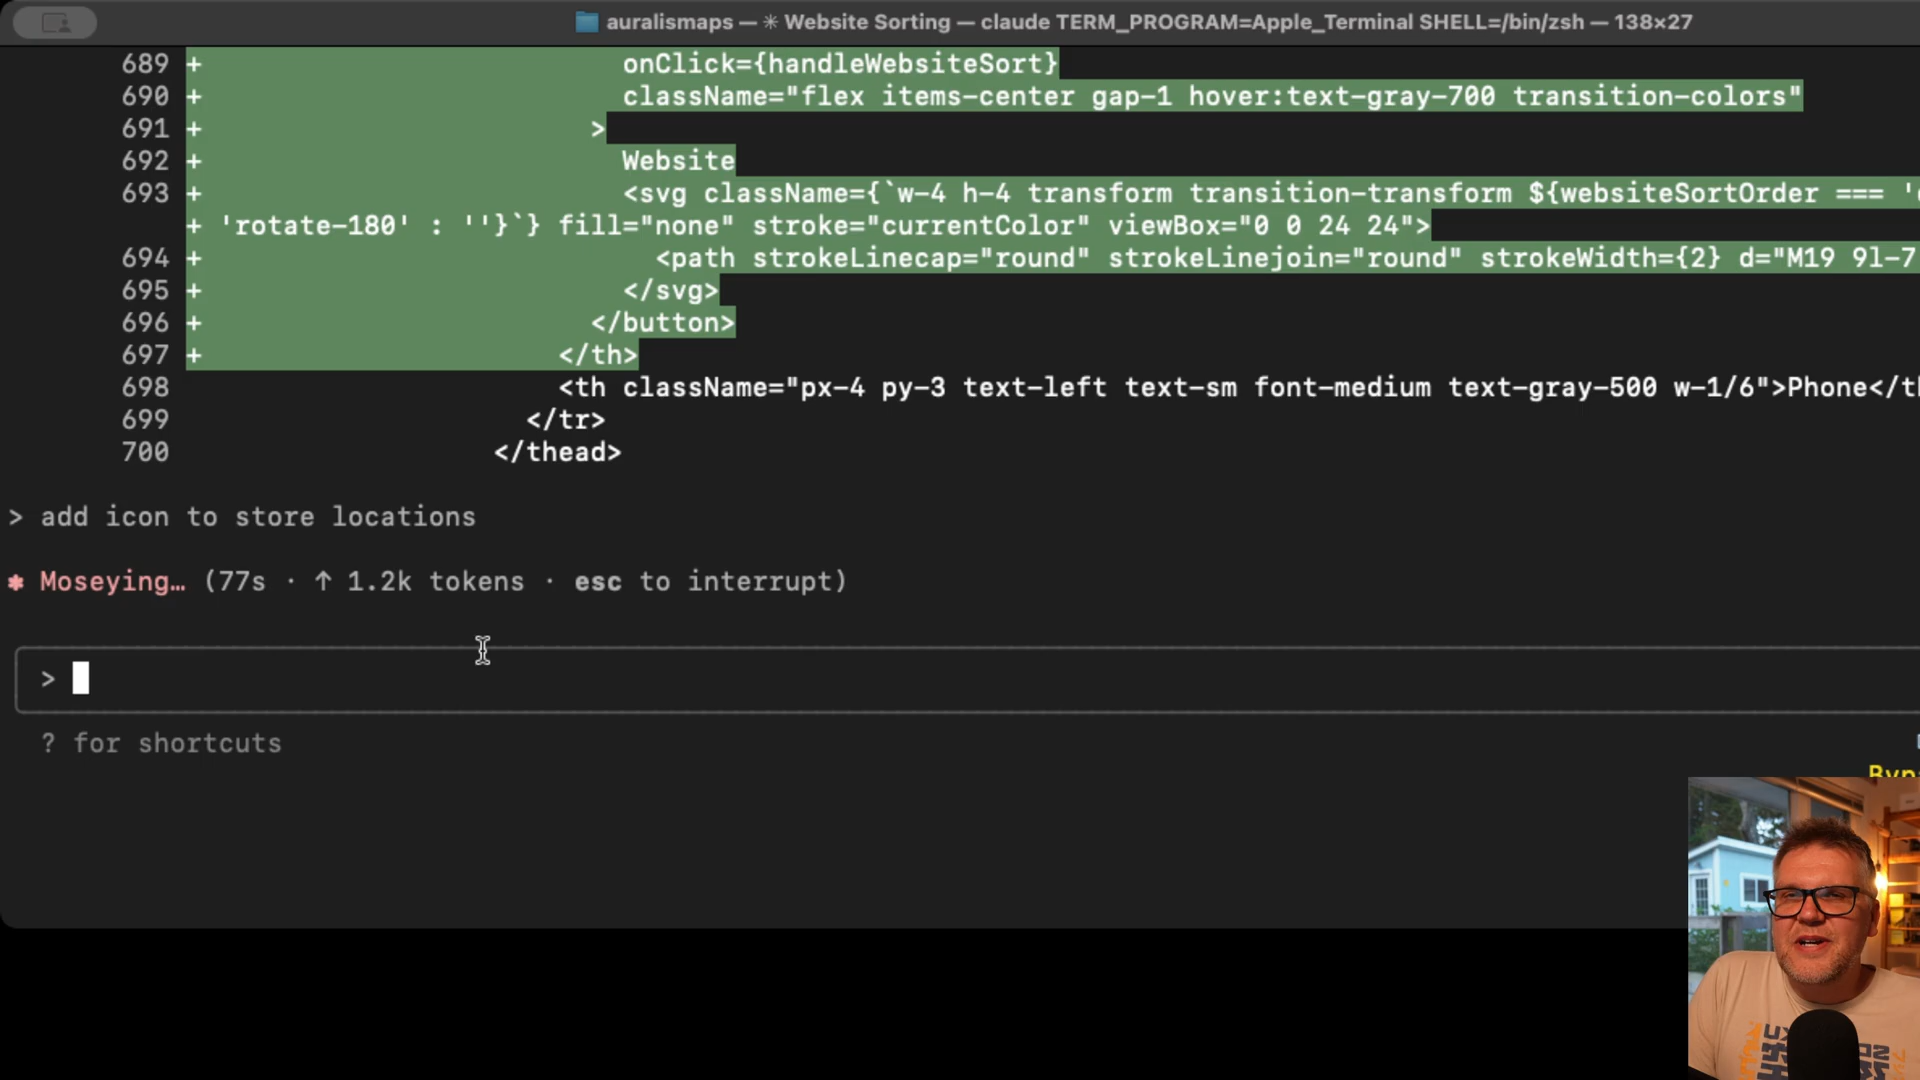 auralismaps — ✳ Website Sorting — claude TERM_PROGRAM=Apple_Terminal SHELL=/bin/zsh — 138×27
689 + onClick={handleWebsiteSort}
690 + className="flex items-center gap-1 hover:text-gray-700 transition-colors"
691 + >
692 + Website
693 + <svg className={`w-4 h-4 transform transition-transform ${websiteSortOrder === '
+ 'rotate-180' : ''}`} fill="none" stroke="currentColor" viewBox="0 0 24 24">
694 + <path strokeLinecap="round" strokeLinejoin="round" strokeWidth={2} d="M19 9l-7
695 + </svg>
696 + </button>
697 + </th>
698 <th className="px-4 py-3 text-left text-sm font-medium text-gray-500 w-1/6">Phone</th
699 </tr>
700 </thead>
> add icon to store locations
✱ Moseying… (77s · ↑ 1.2k tokens · esc to interrupt)
>
? for shortcuts